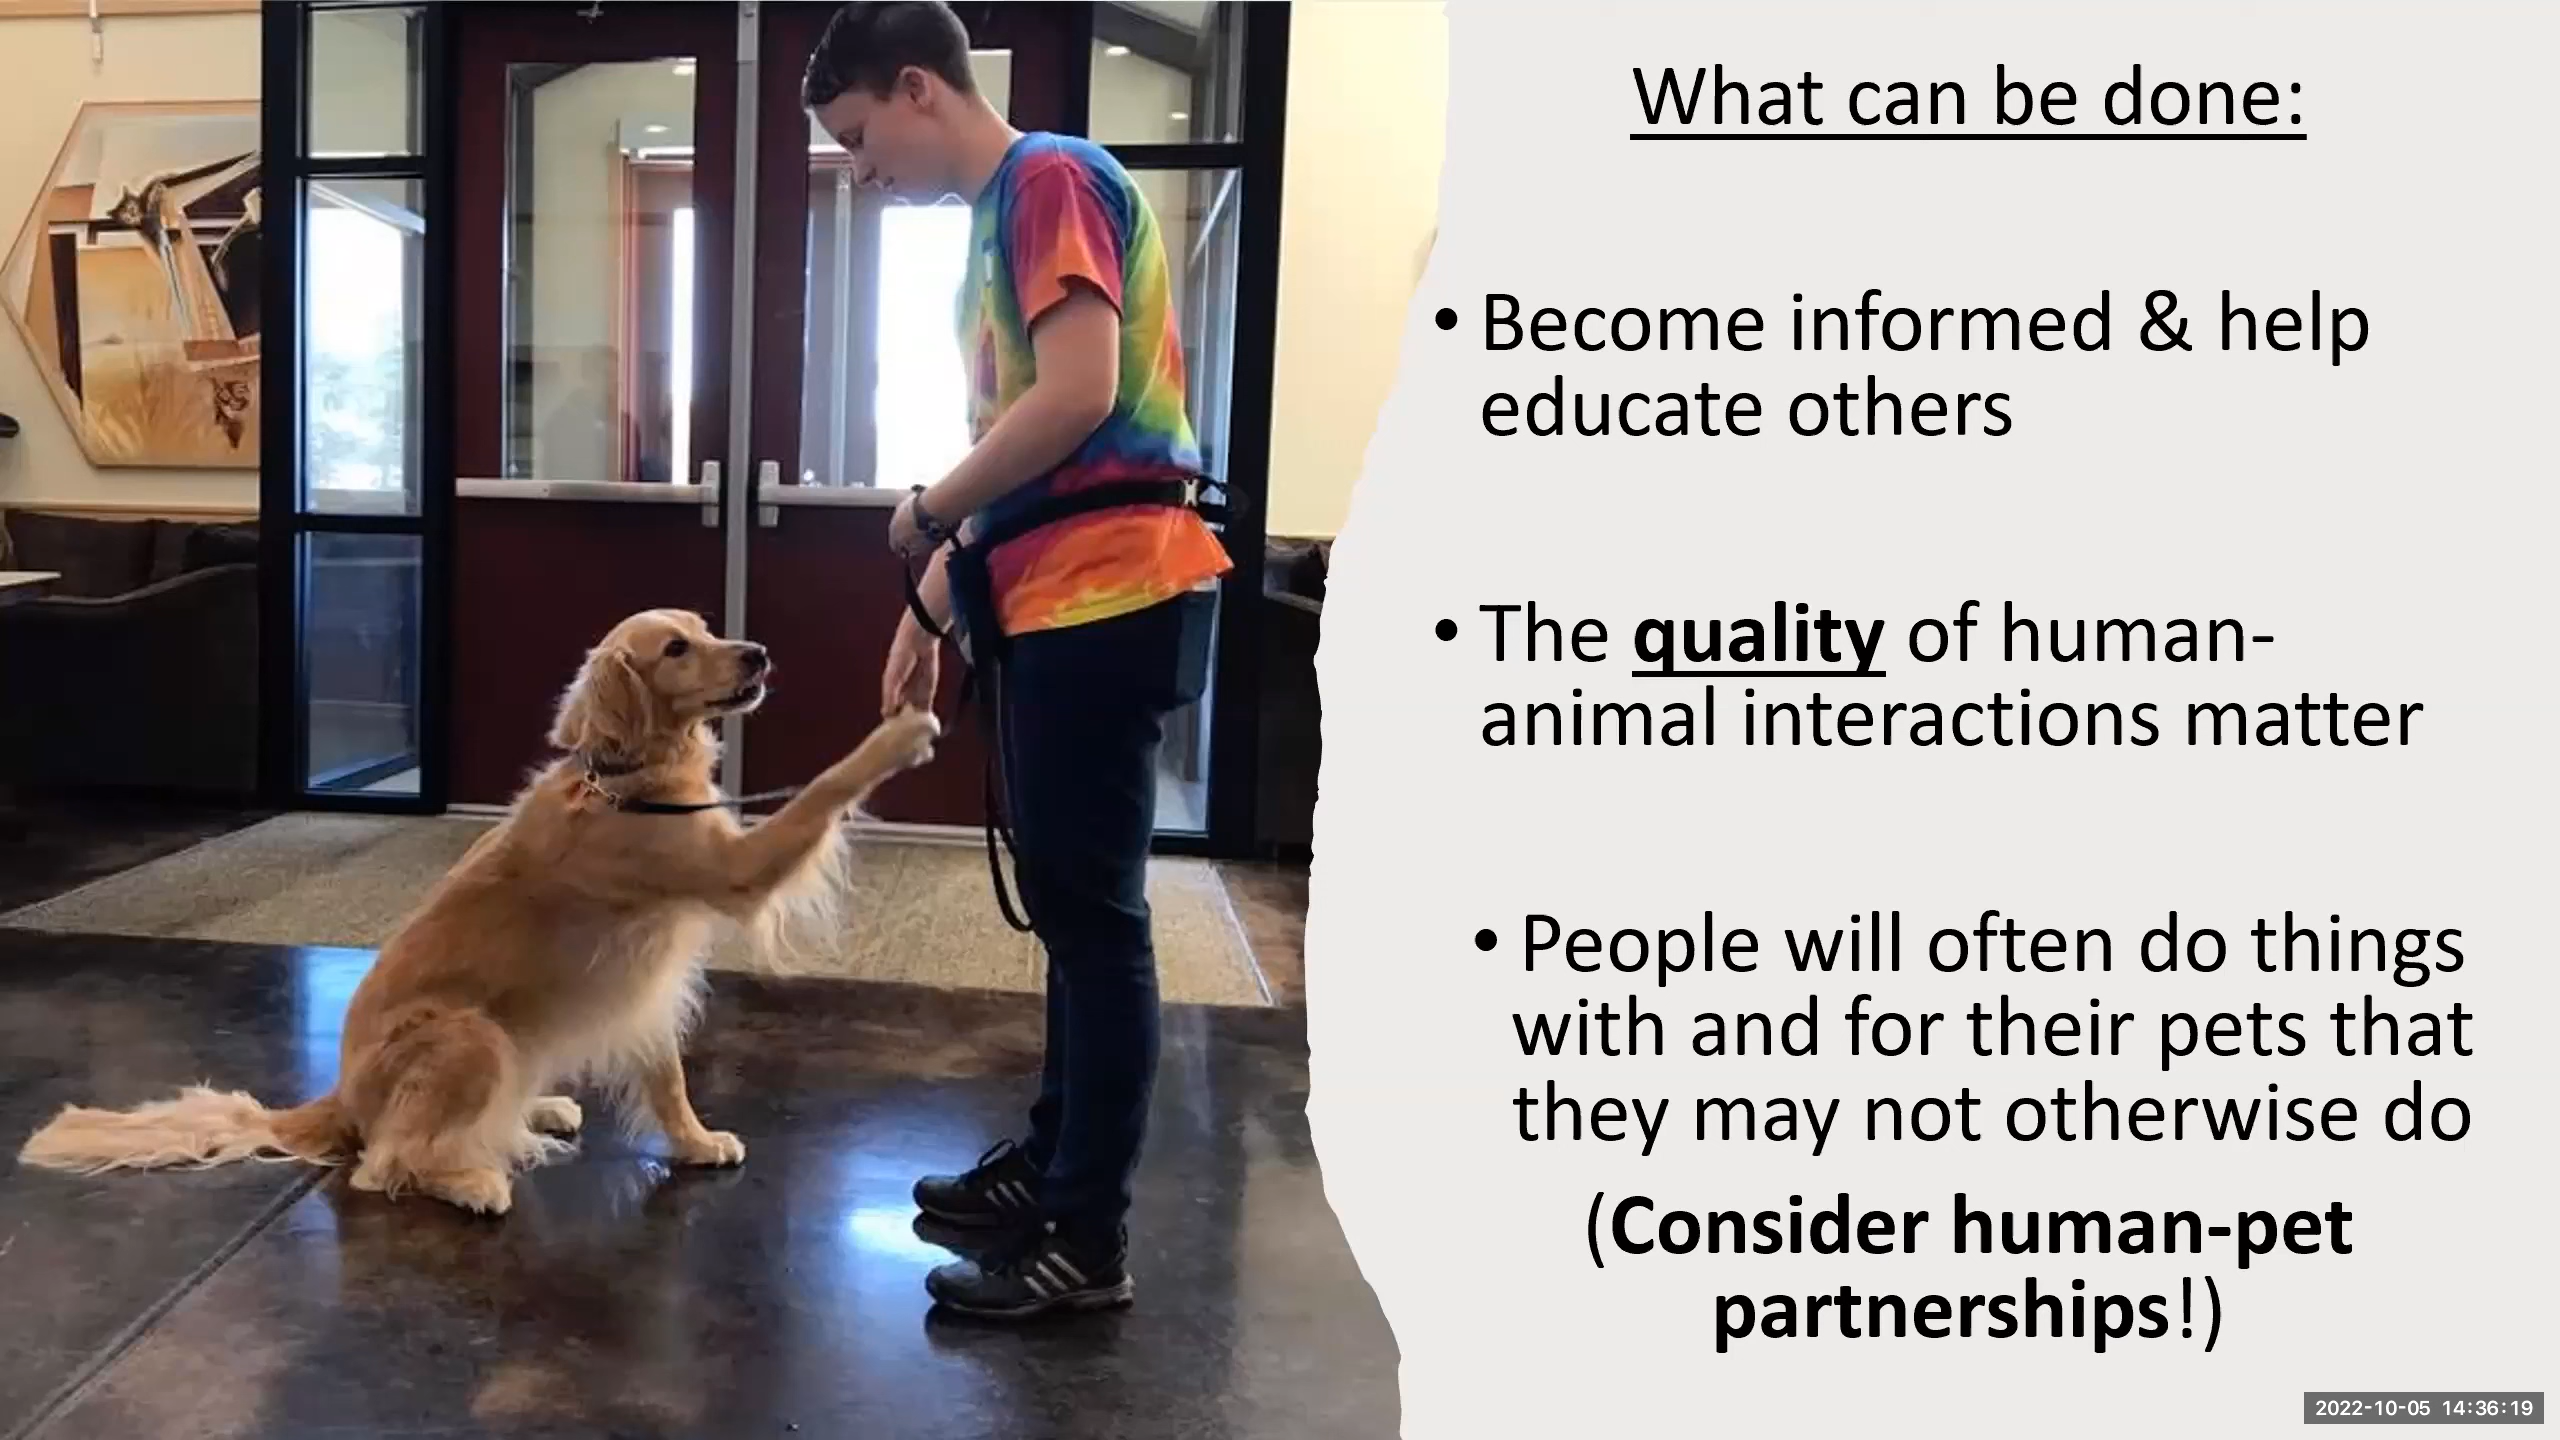 What can be done:
• Become informed & help
educate others
• The quality of human-
animal interactions matter
• People will often do things
with and for their pets that
they may not otherwise do
(Consider human-pet
partnerships!)
2022-10-05 14:36:19